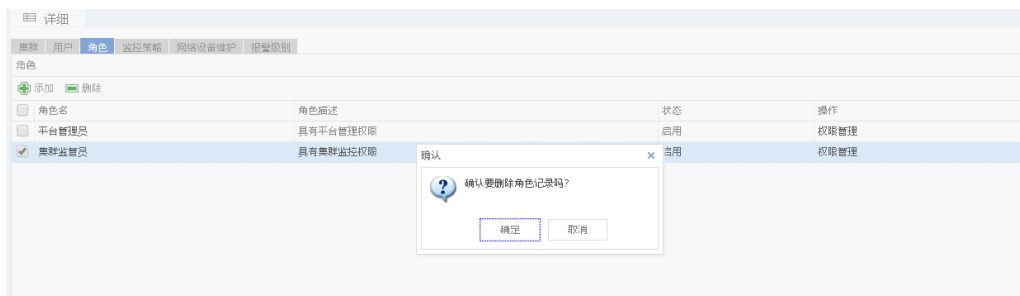 详细
集群 用户 角色 监控策略 网络设备维护 报警级别
角色
添加 删除
角色名 角色描述 状态 操作
平台管理员 具有平台管理权限 启用 权限管理
集群监管员 具有集群监控权限 启用 权限管理
确认
确认要删除角色记录吗?
确定 取消